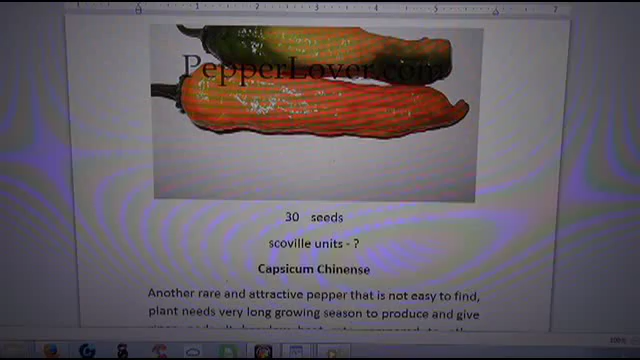 PepperLover.com
30 seeds
scoville units - ?
Capsicum Chinense
Another rare and attractive pepper that is not easy to find,
plant needs very long growing season to produce and give